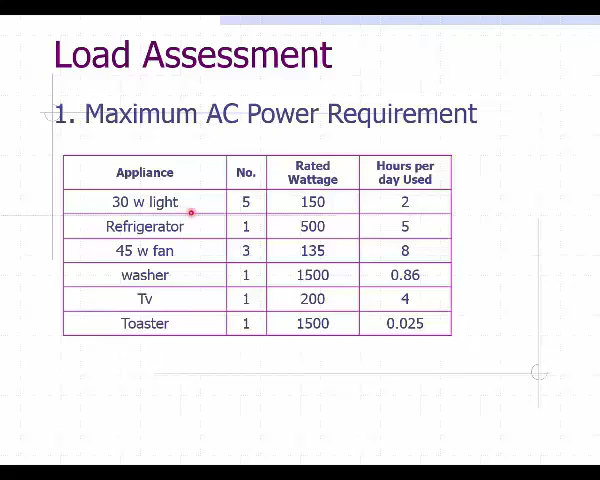 Load Assessment
1. Maximum AC Power Requirement
Appliance No. Rated Wattage Hours per day Used
30 w light 5 150 2
Refrigerator 1 500 5
45 w fan 3 135 8
washer 1 1500 0.86
Tv 1 200 4
Toaster 1 1500 0.025